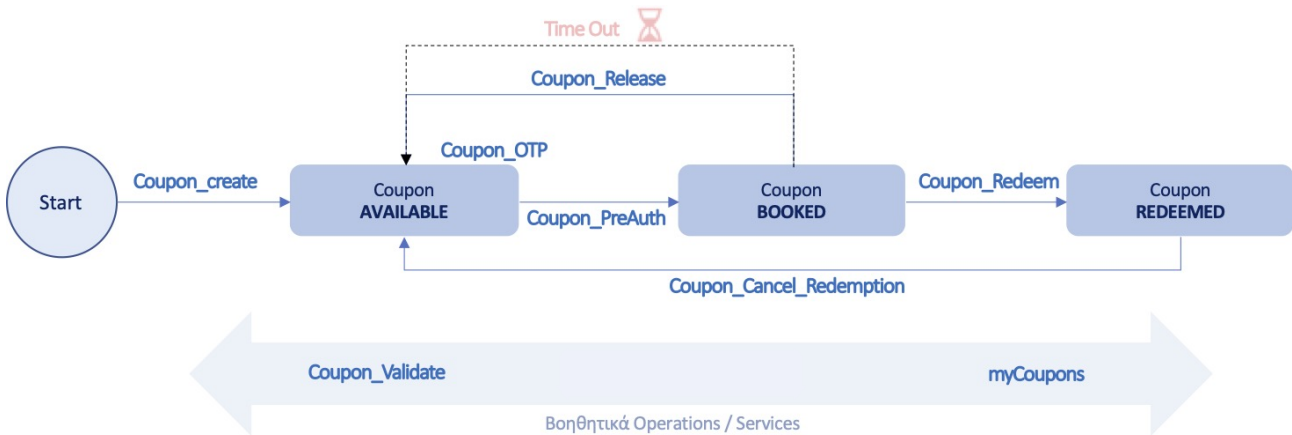 Time Out
Coupon_Release
Coupon_OTP
Coupon_create
Start
Coupon
AVAILABLE
Coupon_PreAuth
Coupon
BOOKED
Coupon_Redeem
Coupon
REDEEMED
Coupon_Cancel_Redemption
Coupon_Validate
myCoupons
Βοηθητικά Operations / Services